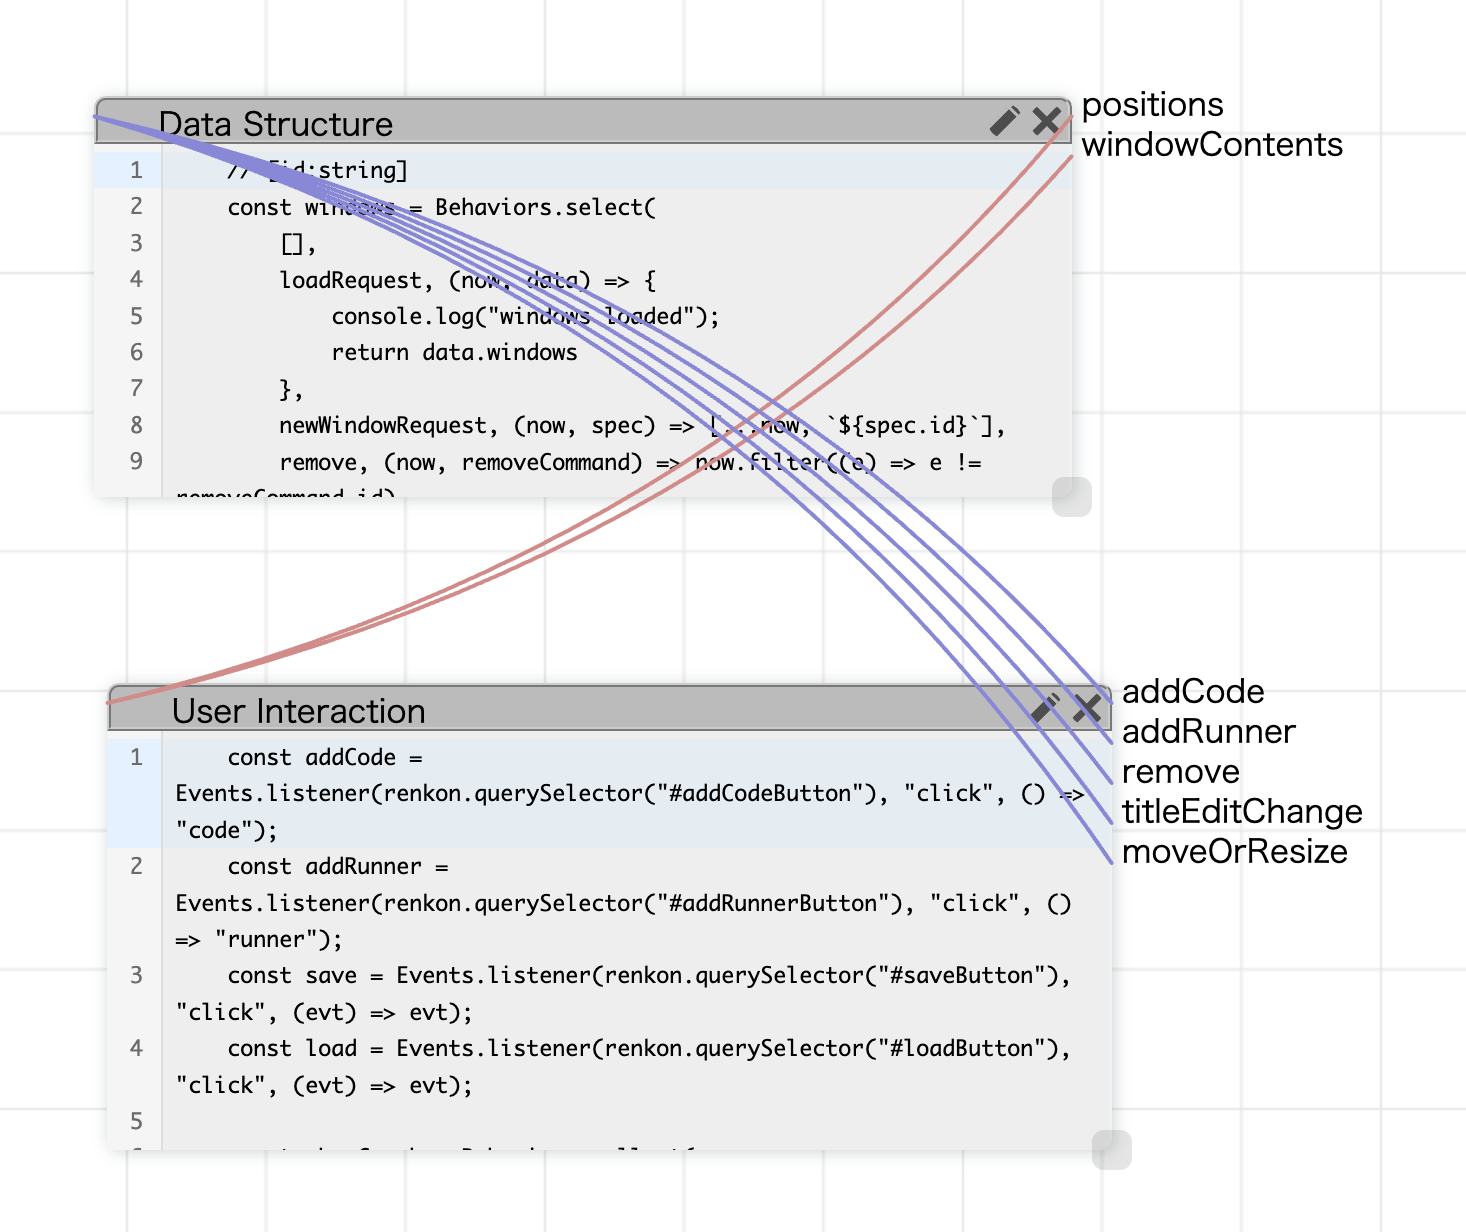 Data Structure
positions
windowContents
1 // [id:string]
2 const windows = Behaviors.select(
3 [],
4 loadRequest, (now, data) => {
5 console.log("windows loaded");
6 return data.windows
7 },
8 newWindowRequest, (now, spec) => [...now, `${spec.id}`],
9 remove, (now, removeCommand) => now.filter((e) => e !=
removeCommand.id)
User Interaction
addCode
addRunner
remove
titleEditChange
moveOrResize
1 const addCode =
Events.listener(renkon.querySelector("#addCodeButton"), "click", () =>
"code");
2 const addRunner =
Events.listener(renkon.querySelector("#addRunnerButton"), "click", ()
=> "runner");
3 const save = Events.listener(renkon.querySelector("#saveButton"),
"click", (evt) => evt);
4 const load = Events.listener(renkon.querySelector("#loadButton"),
"click", (evt) => evt);
5